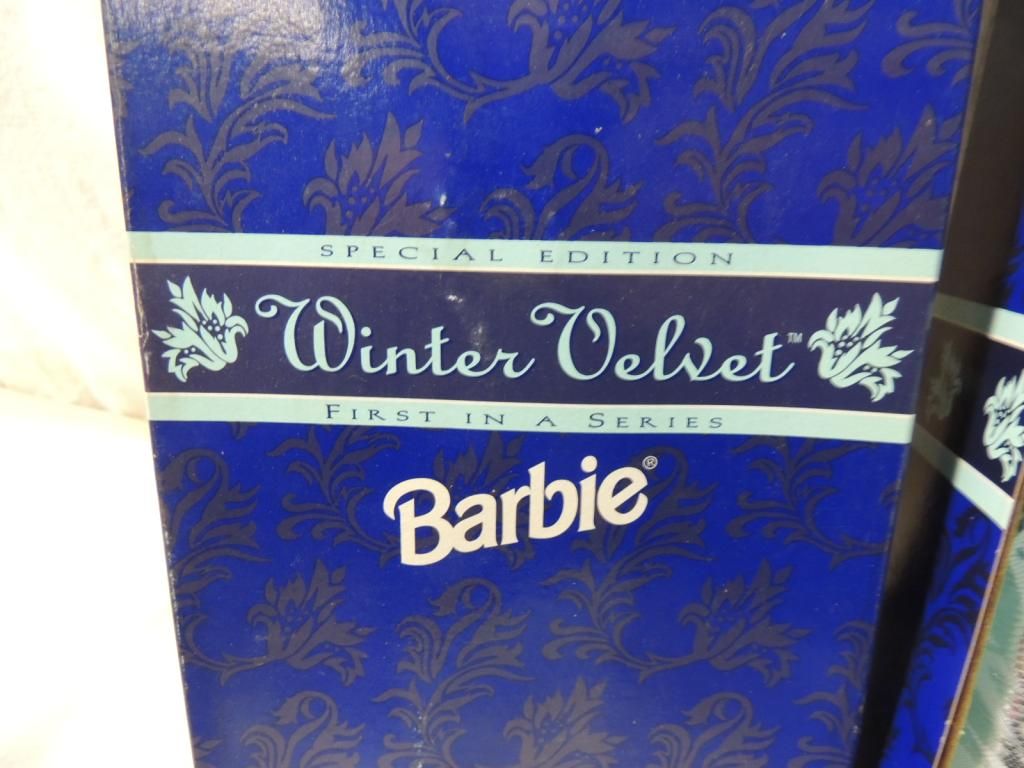 SPECIAL EDITION
Winter Velvet™
FIRST IN A SERIES
Barbie®